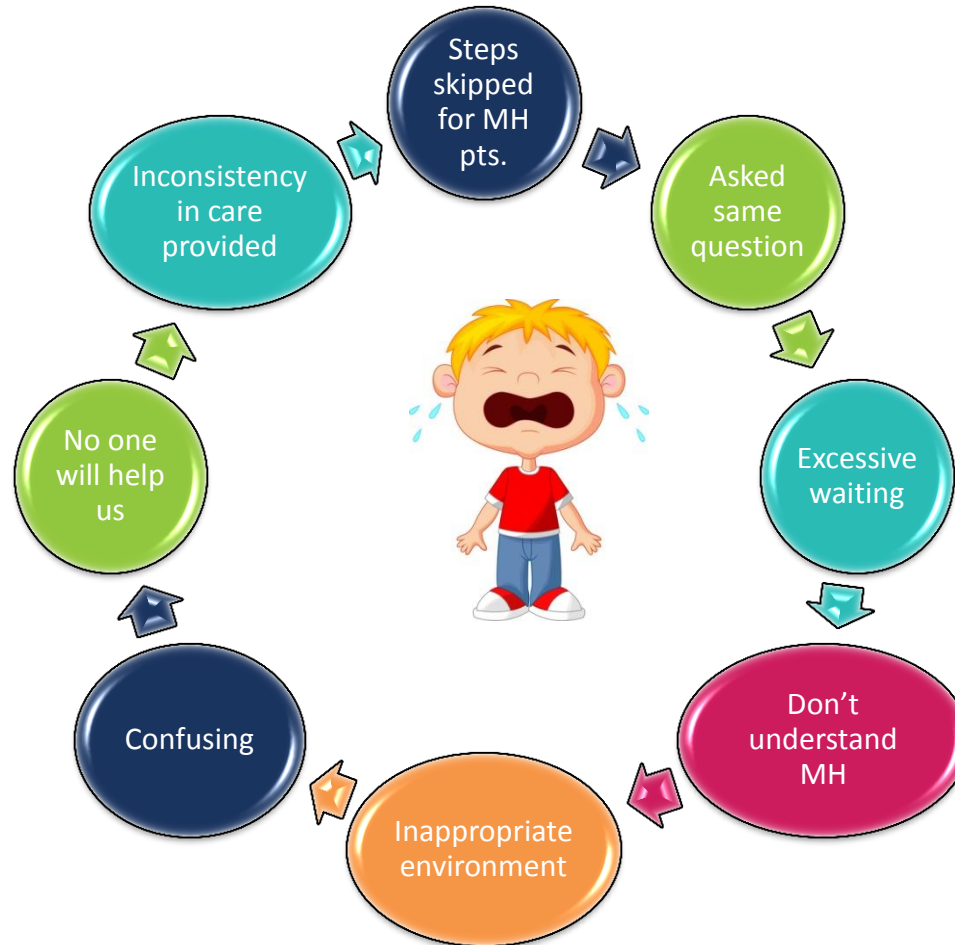 Steps
skipped
for MH
pts.
Asked
same
question
Excessive
waiting
Don’t
understand
MH
Inappropriate
environment
Confusing
No one
will help
us
Inconsistency
in care
provided